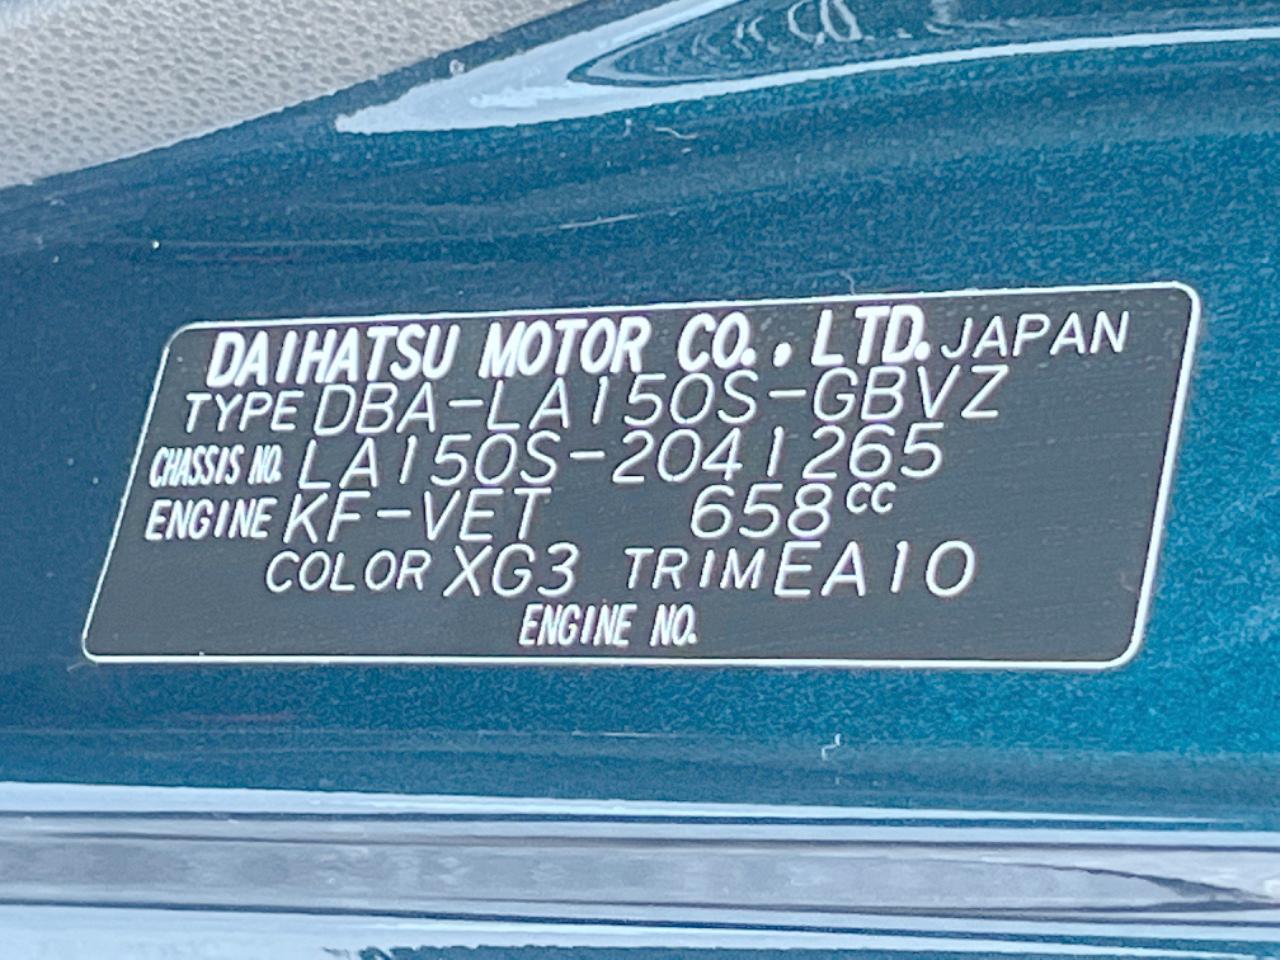 DAIHATSU MOTOR CO., LTD. JAPAN
TYPE DBA-LA150S-GBVZ
CHASSIS NO. LA150S-2041265
ENGINE KF-VET 658cc
COLOR XG3 TRIM EA10
ENGINE NO.